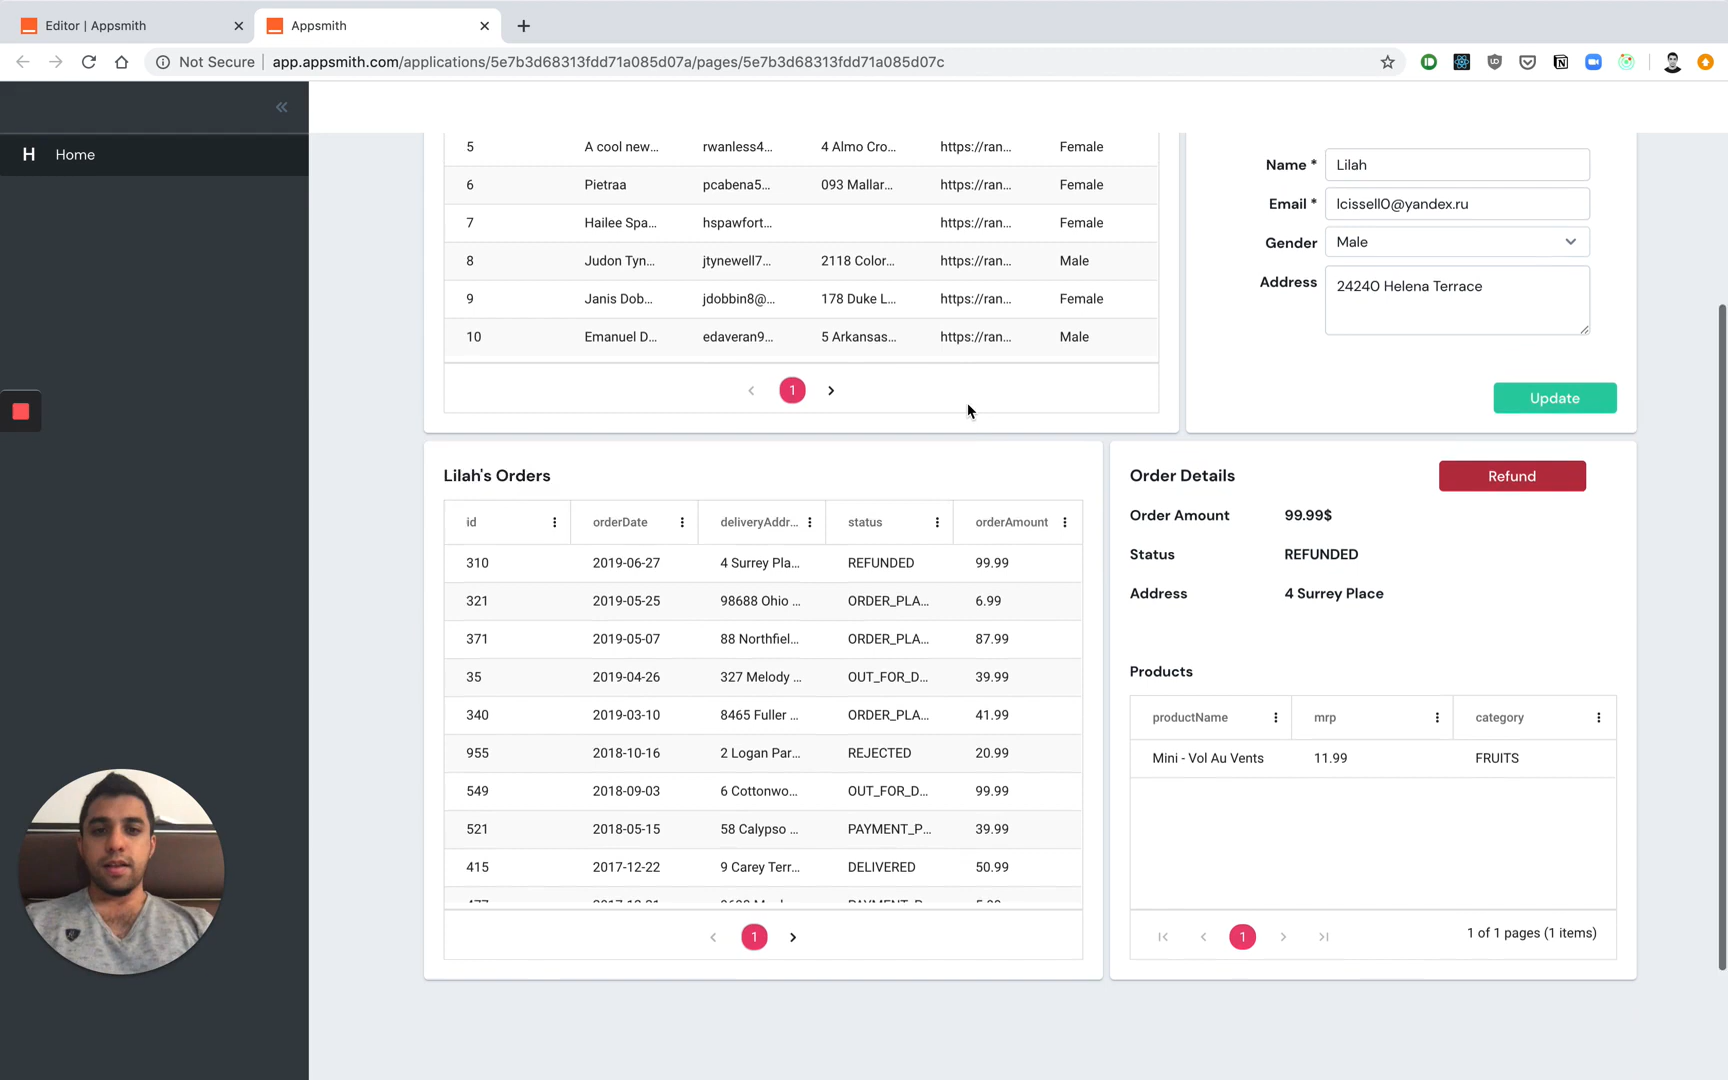 Editor | Appsmith
Appsmith
Not Secure app.appsmith.com/applications/5e7b3d68313fdd71a085d07a/pages/5e7b3d68313fdd71a085d07c
H Home
5 A cool new... rwanless4... 4 Almo Cro... https://ran... Female
6 Pietraa pcabena5... 093 Mallar... https://ran... Female
7 Hailee Spa... hspawfort... https://ran... Female
8 Judon Tyn... jtynewell7... 2118 Color... https://ran... Male
9 Janis Dob... jdobbin8@... 178 Duke L... https://ran... Female
10 Emanuel D... edaveran9... 5 Arkansas... https://ran... Male
1
Name * Lilah
Email * lcissell0@yandex.ru
Gender Male
Address 24240 Helena Terrace
Update
Lilah's Orders
id orderDate deliveryAddr... status orderAmount
310 2019-06-27 4 Surrey Pla... REFUNDED 99.99
321 2019-05-25 98688 Ohio ... ORDER_PLA... 6.99
371 2019-05-07 88 Northfiel... ORDER_PLA... 87.99
35 2019-04-26 327 Melody ... OUT_FOR_D... 39.99
340 2019-03-10 8465 Fuller ... ORDER_PLA... 41.99
955 2018-10-16 2 Logan Par... REJECTED 20.99
549 2018-09-03 6 Cottonwo... OUT_FOR_D... 99.99
521 2018-05-15 58 Calypso ... PAYMENT_P... 39.99
415 2017-12-22 9 Carey Terr... DELIVERED 50.99
1
Order Details
Refund
Order Amount 99.99$
Status REFUNDED
Address 4 Surrey Place
Products
productName mrp category
Mini - Vol Au Vents 11.99 FRUITS
1
1 of 1 pages (1 items)